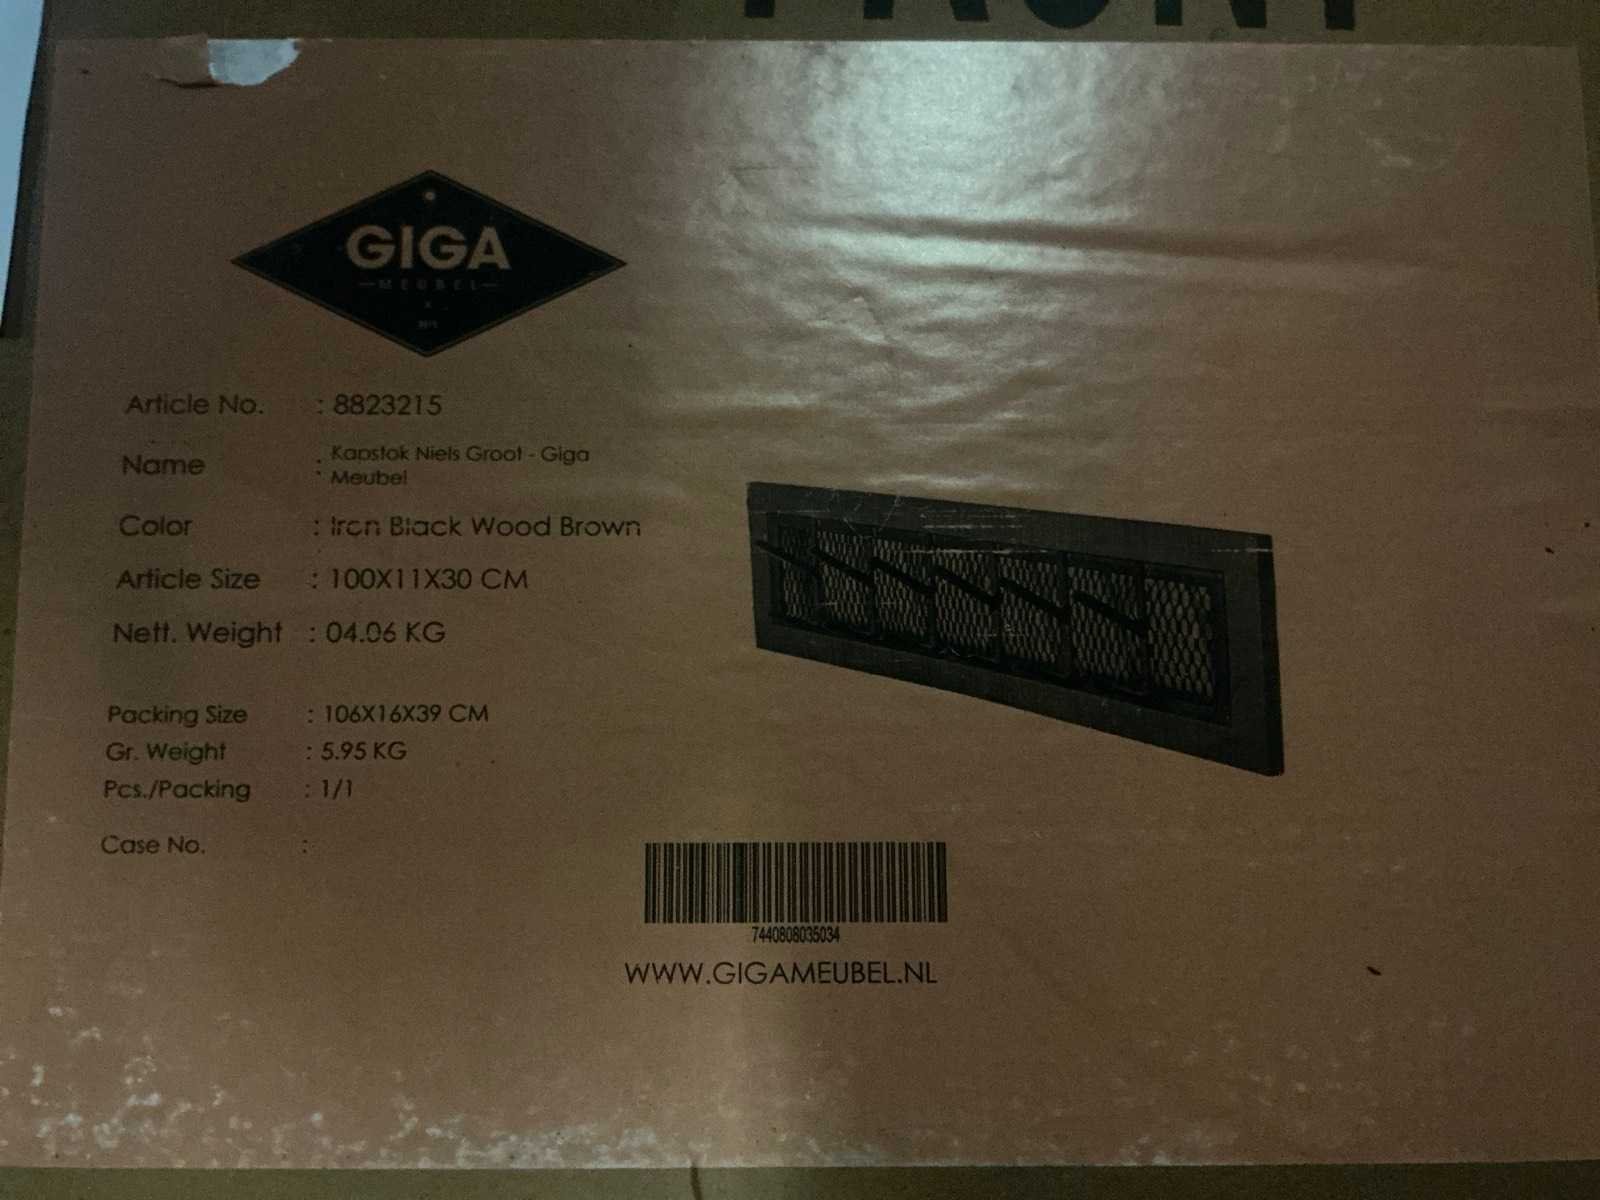 GIGA
MEUBEL
Article No. : 8823215
Name : Kapstok Niels Groot - Giga
Meubel
Color : Iron Black Wood Brown
Article Size : 100X11X30 CM
Nett. Weight : 04.06 KG
Packing Size : 106X16X39 CM
Gr. Weight : 5.95 KG
Pcs./Packing : 1/1
Case No. :
7440808035034
WWW.GIGAMEUBEL.NL